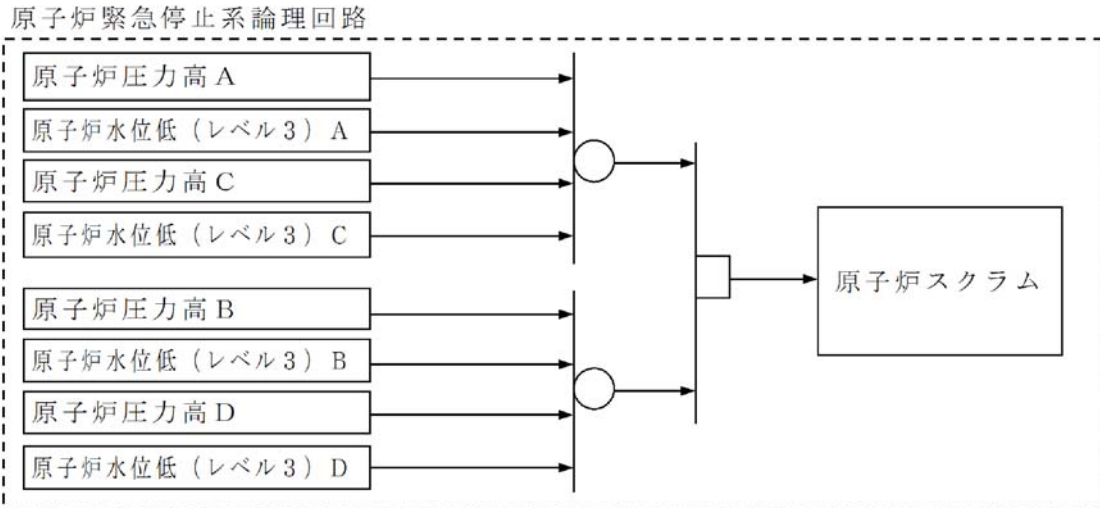 原子炉緊急停止系論理回路
原子炉圧力高A
原子炉水位低(レベル3)A
原子炉圧力高C
原子炉水位低(レベル3)C
原子炉圧力高B
原子炉水位低(レベル3)B
原子炉圧力高D
原子炉水位低(レベル3)D
原子炉スクラム